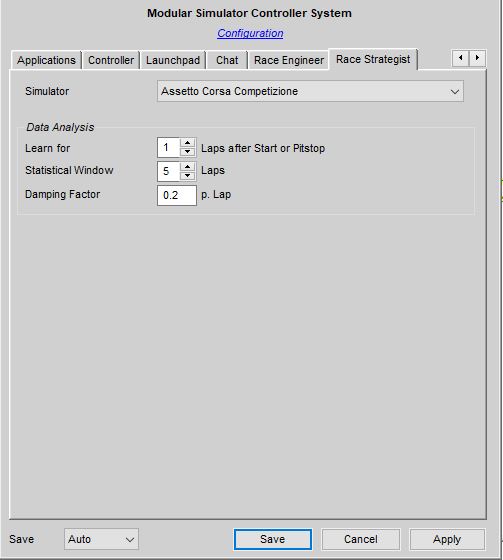 Modular Simulator Controller System
Configuration
Applications Controller Launchpad Chat Race Engineer Race Strategist
Simulator Assetto Corsa Competizione
Data Analysis
Learn for 1 Laps after Start or Pitstop
Statistical Window 5 Laps
Damping Factor 0.2 p. Lap
Save Auto Save Cancel Apply